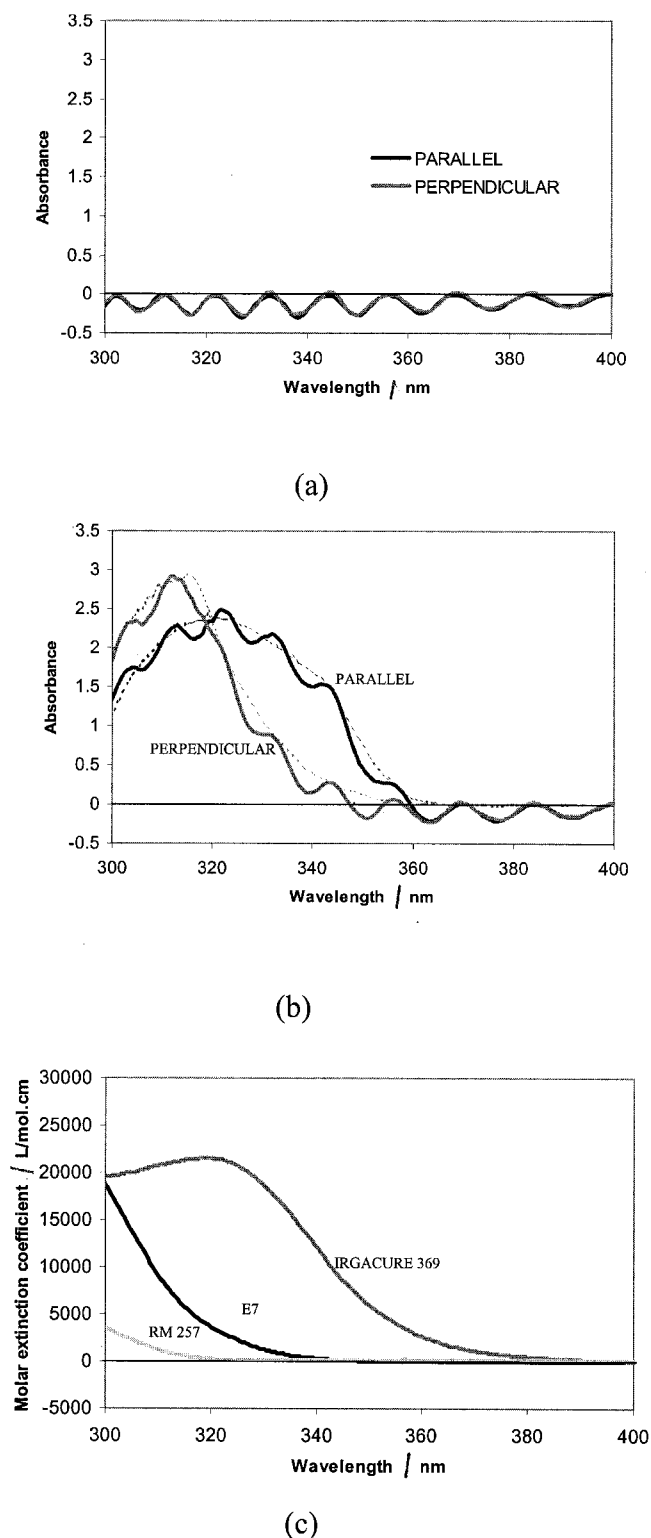 3.5
3
2.5
2
1.5
1
0.5
0
-0.5
Absorbance
PARALLEL
PERPENDICULAR
300 320 340 360 380 400
Wavelength / nm
(a)
3.5
3
2.5
2
1.5
1
0.5
0
-0.5
Absorbance
PARALLEL
PERPENDICULAR
300 320 340 360 380 400
Wavelength / nm
(b)
30000
25000
20000
15000
10000
5000
0
-5000
Molar extinction coefficient / L/mol.cm
IRGACURE 369
E7
RM 257
300 320 340 360 380 400
Wavelength / nm
(c)